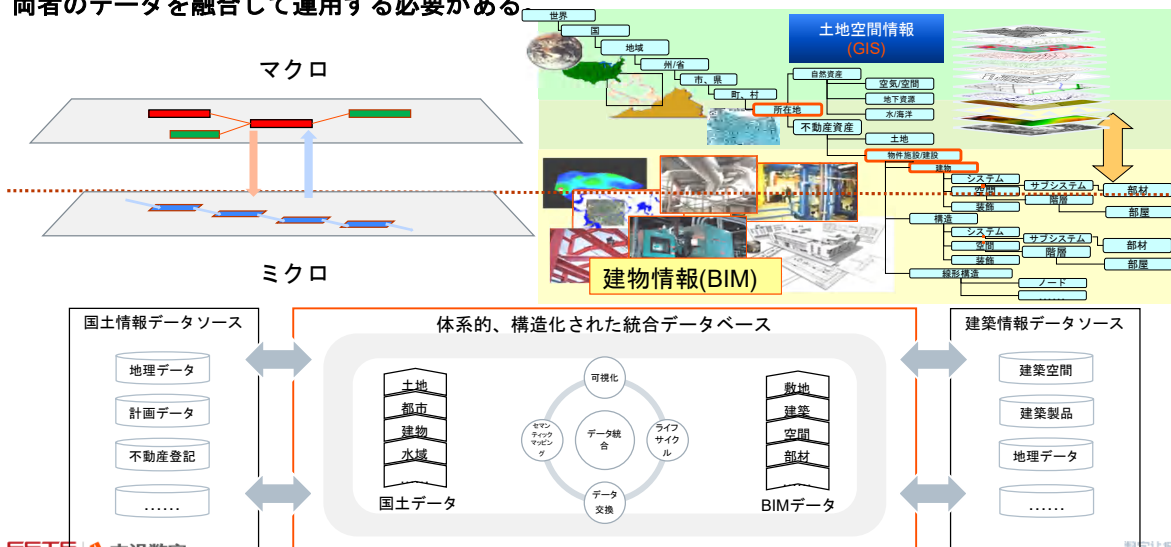 両者のデータを融合して運用する必要がある。
マクロ
ミクロ
世界
国
地域
州/省
市、県
町、村
所在地
土地空間情報
(GIS)
自然資産
空気/空間
地下資源
水/海洋
不動産資産
土地
物件施設/建設
建物
システム
サブシステム
部材
空間
階層
部屋
装飾
構造
システム
サブシステム
部材
空間
階層
部屋
装飾
線形構造
ノード
......
建物情報(BIM)
国土情報データソース
地理データ
計画データ
不動産登記
......
体系的、構造化された統合データベース
土地
都市
建物
水域
......
国土データ
可視化
セマン
ティック
マッピン
グ
データ統
合
ライフ
サイク
ル
データ
交換
敷地
建築
空間
部材
......
BIMデータ
建築情報データソース
建築空間
建築製品
地理データ
......